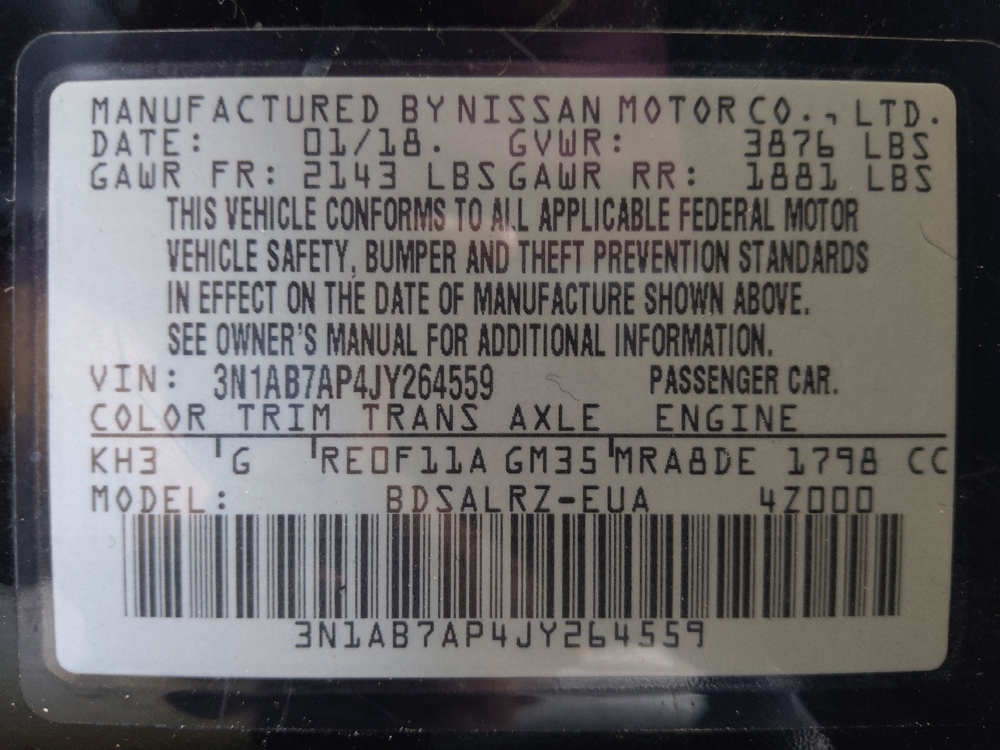 MANUFACTURED BY NISSAN MOTOR CO., LTD.
DATE: 01/18. GVWR: 3876 LBS
GAWR FR: 2143 LBS GAWR RR: 1881 LBS
THIS VEHICLE CONFORMS TO ALL APPLICABLE FEDERAL MOTOR
VEHICLE SAFETY, BUMPER AND THEFT PREVENTION STANDARDS
IN EFFECT ON THE DATE OF MANUFACTURE SHOWN ABOVE.
SEE OWNER'S MANUAL FOR ADDITIONAL INFORMATION.
VIN: 3N1AB7AP4JY264559 PASSENGER CAR.
COLOR TRIM TRANS AXLE ENGINE
KH3 G RE0F11A GM35 MRA8DE 1798 CC
MODEL: BDSALRZ-EUA 4Z000
3N1AB7AP4JY264559